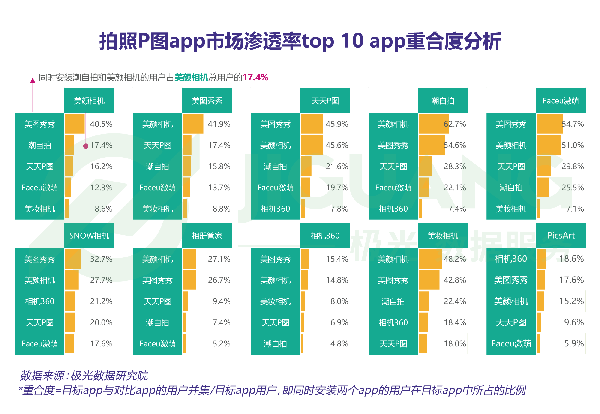 拍照P图app市场渗透率top 10 app重合度分析
同时安装潮自拍和美颜相机的用户占美颜相机总用户的17.4%
美颜相机
美图秀秀 40.5%
潮自拍 17.4%
天天P图 16.2%
Faceu激萌 12.3%
美妆相机 8.6%
美图秀秀
美颜相机 41.9%
天天P图 17.4%
潮自拍 15.8%
Faceu激萌 13.7%
美妆相机 8.8%
天天P图
美图秀秀 45.9%
美颜相机 45.6%
潮自拍 21.6%
Faceu激萌 19.7%
相机360 7.8%
潮自拍
美颜相机 62.7%
美图秀秀 54.6%
天天P图 28.3%
Faceu激萌 22.1%
相机360 7.4%
Faceu激萌
美图秀秀 54.7%
美颜相机 51.0%
天天P图 29.8%
潮自拍 25.5%
美妆相机 7.1%
SNOW相机
美图秀秀 32.7%
美颜相机 27.7%
相机360 21.2%
天天P图 20.0%
Faceu激萌 17.6%
相册管家
美颜相机 27.1%
美图秀秀 26.7%
天天P图 9.4%
潮自拍 7.4%
Faceu激萌 5.2%
相机360
美图秀秀 15.4%
美颜相机 14.8%
美妆相机 8.0%
天天P图 6.9%
潮自拍 4.8%
美妆相机
美颜相机 48.2%
美图秀秀 42.8%
潮自拍 22.4%
相机360 18.4%
天天P图 18.0%
PicsArt
相机360 18.6%
美图秀秀 17.6%
美颜相机 15.2%
天天P图 9.6%
Faceu激萌 5.9%
数据来源：极光数据研究院
*重合度=目标app与对比app的用户并集/目标app用户，即同时安装两个app的用户在目标app中所占的比例